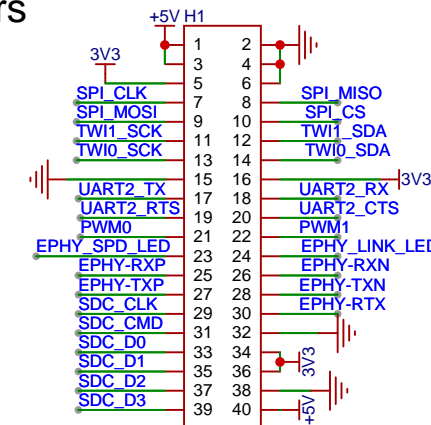 rs
+5V H1
1 2
3V3 3 4
5 6
SPI_CLK 7 8 SPI_MISO
SPI_MOSI 9 10 SPI_CS
TWI1_SCK 11 12 TWI1_SDA
TWI0_SCK 13 14 TWI0_SDA
15 16 3V3
UART2_TX 17 18 UART2_RX
UART2_RTS 19 20 UART2_CTS
PWM0 21 22 PWM1
EPHY_SPD_LED 23 24 EPHY_LINK_LED
EPHY-RXP 25 26 EPHY-RXN
EPHY-TXP 27 28 EPHY-TXN
SDC_CLK 29 30 EPHY-RTX
SDC_CMD 31 32
SDC_D0 33 34
3V3
SDC_D1 35 36
SDC_D2 37 38
SDC_D3 39 40 +5V